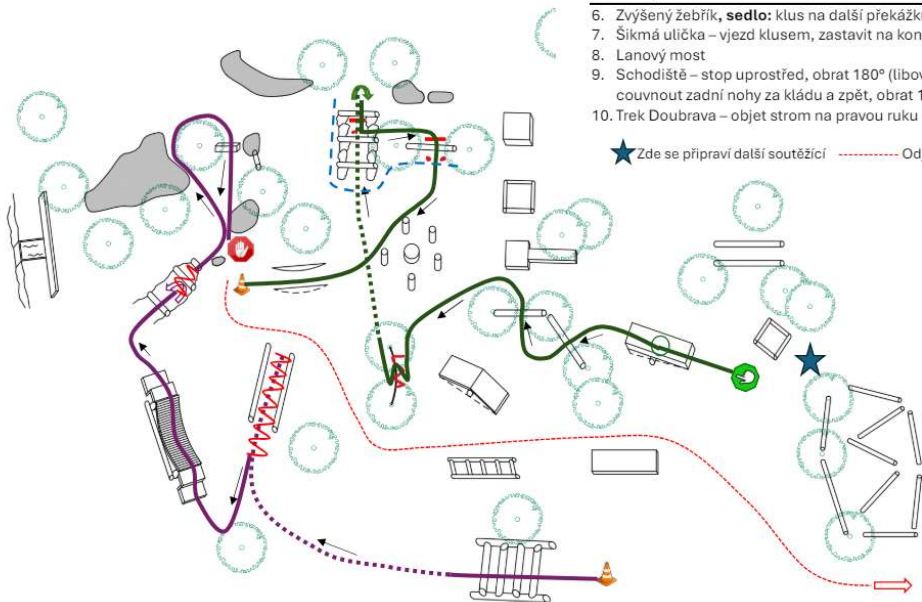 6. Zvýšený žebřík, sedlo: klus na další překážk
7. Šikmá ulička – vjezd klusem, zastavit na kon
8. Lanový most
9. Schodiště – stop uprostřed, obrat 180° (libov
couvnout zadní nohy za kládu a zpět, obrat 1
10. Trek Doubrava – objet strom na pravou ruku
Zde se připraví další soutěžící
Od